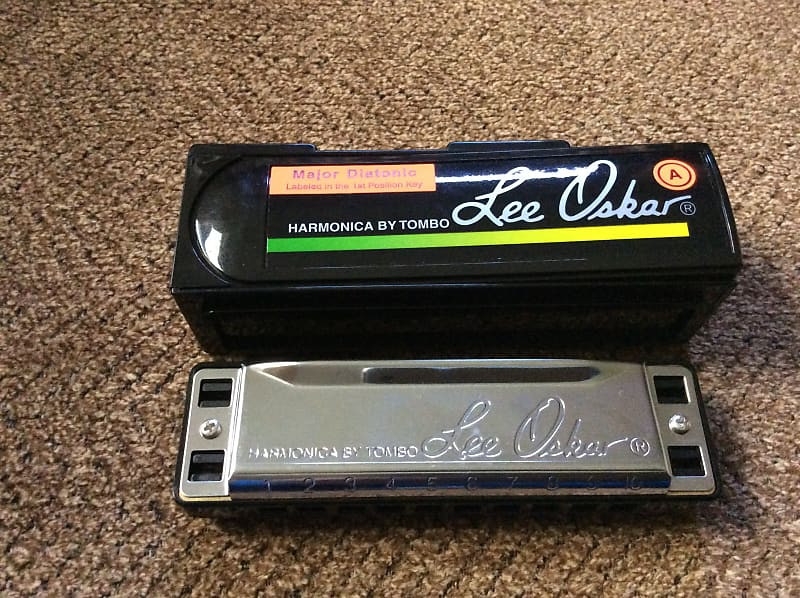 Major Diatonic
Labeled in the 1st Position Key
A
HARMONICA BY TOMBO Lee Oskar ®
HARMONICA BY TOMBO Lee Oskar ®
1 2 3 4 5 6 7 8 9 10